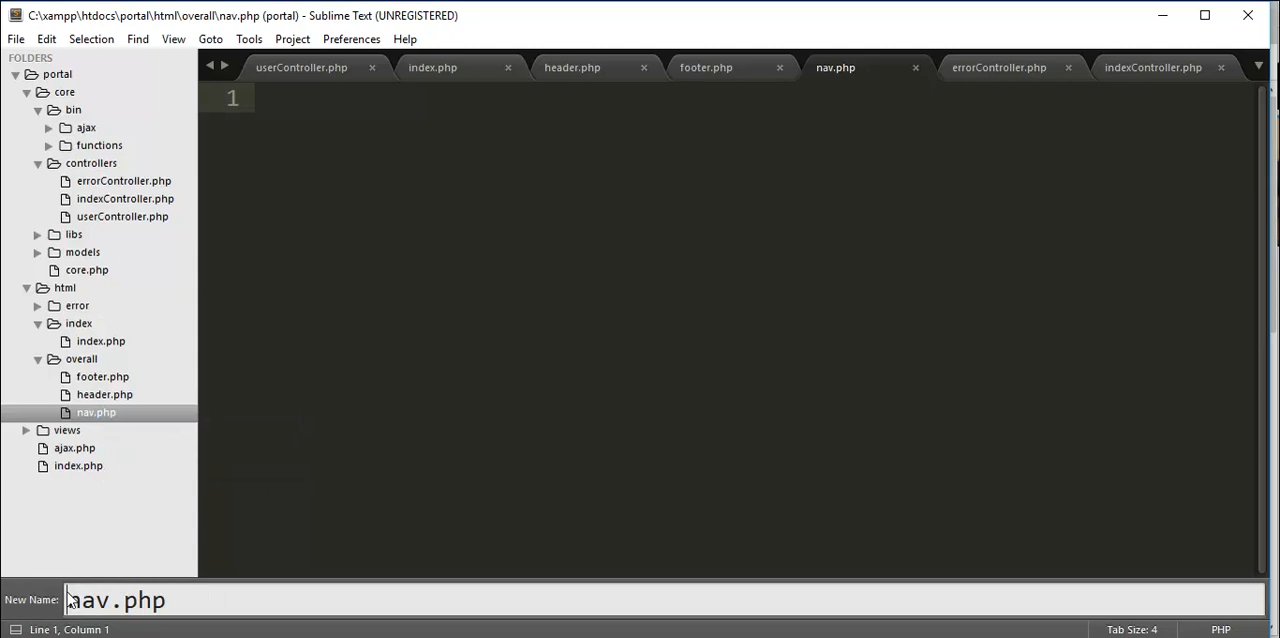 C:\xampp\htdocs\portal\html\overall\nav.php (portal) - Sublime Text (UNREGISTERED)
File Edit Selection Find View Goto Tools Project Preferences Help
FOLDERS
portal
core
bin
ajax
functions
controllers
errorController.php
indexController.php
userController.php
libs
models
core.php
html
error
index
index.php
overall
footer.php
header.php
nav.php
views
ajax.php
index.php
userController.php index.php header.php footer.php nav.php errorController.php indexController.php
1
New Name: nav.php
Line 1, Column 1 Tab Size: 4 PHP